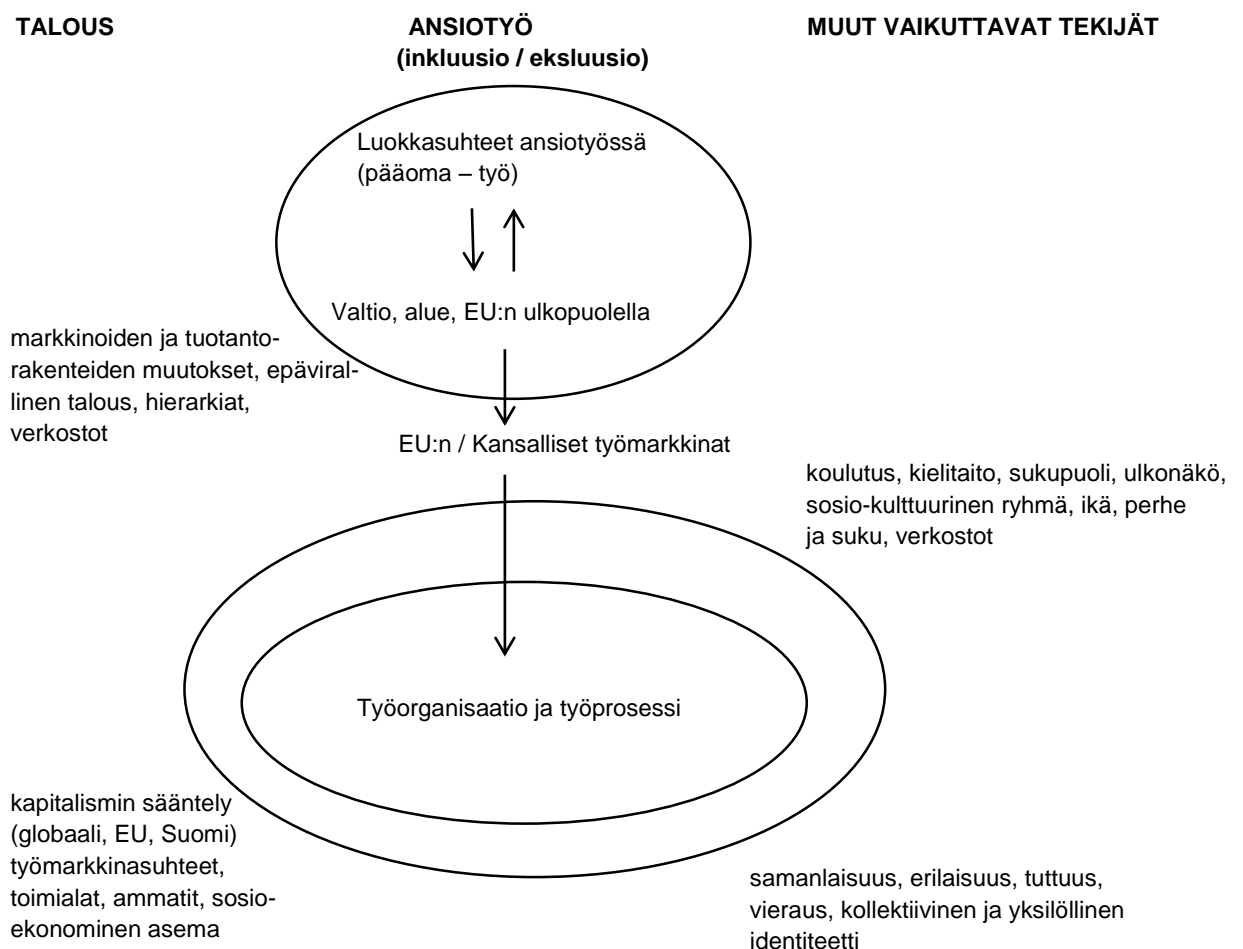 TALOUS
ANSIOTYÖ
(inkluusio / eksluusio)
MUUT VAIKUTTAVAT TEKIJÄT
Luokkasuhteet ansiotyössä
(pääoma – työ)
Valtio, alue, EU:n ulkopuolella
markkinoiden ja tuotanto-
rakenteiden muutokset, epäviral-
linen talous, hierarkiat,
verkostot
EU:n / Kansalliset työmarkkinat
koulutus, kielitaito, sukupuoli, ulkonäkö,
sosio-kulttuurinen ryhmä, ikä, perhe
ja suku, verkostot
Työorganisaatio ja työprosessi
kapitalismin sääntely
(globaali, EU, Suomi)
työmarkkinasuhteet,
toimialat, ammatit, sosio-
ekonominen asema
samanlaisuus, erilaisuus, tuttuus,
vieraus, kollektiivinen ja yksilöllinen
identiteetti